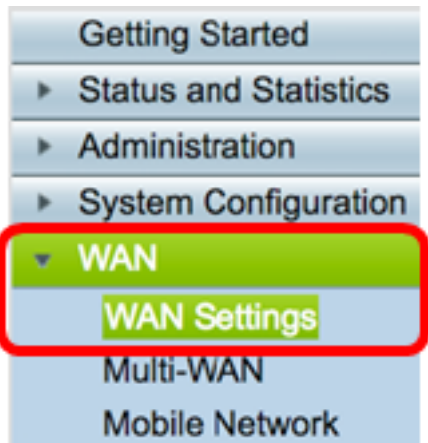 Getting Started
Status and Statistics
Administration
System Configuration
WAN
WAN Settings
Multi-WAN
Mobile Network